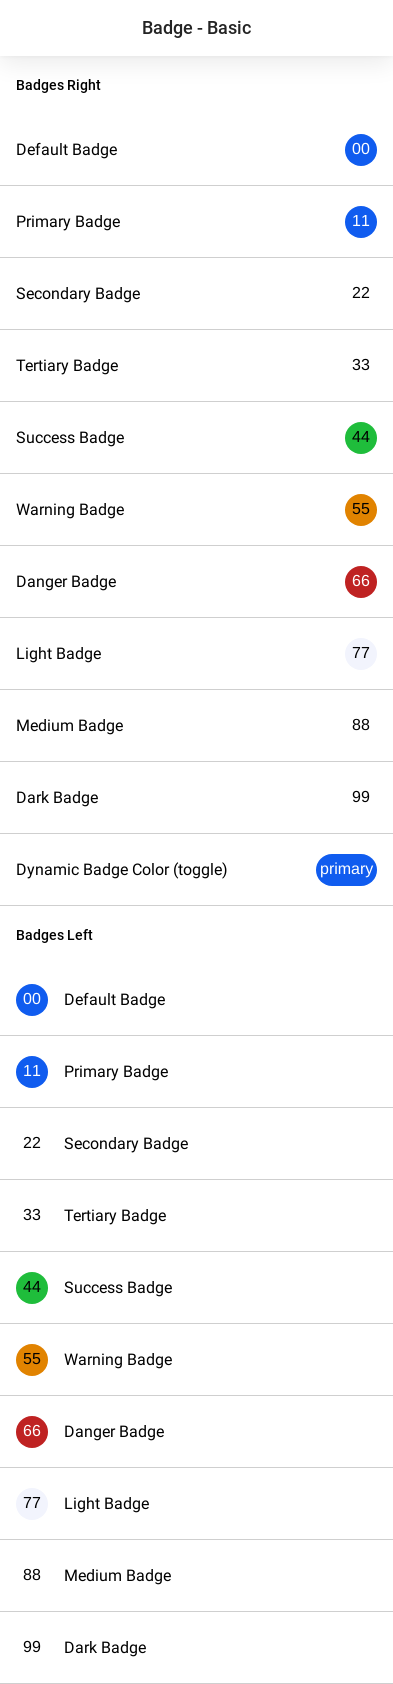 Badge - Basic
Badges Right
Default Badge 00
Primary Badge 11
Secondary Badge 22
Tertiary Badge 33
Success Badge 44
Warning Badge 55
Danger Badge 66
Light Badge 77
Medium Badge 88
Dark Badge 99
Dynamic Badge Color (toggle) primary
Badges Left
00 Default Badge
11 Primary Badge
22 Secondary Badge
33 Tertiary Badge
44 Success Badge
55 Warning Badge
66 Danger Badge
77 Light Badge
88 Medium Badge
99 Dark Badge